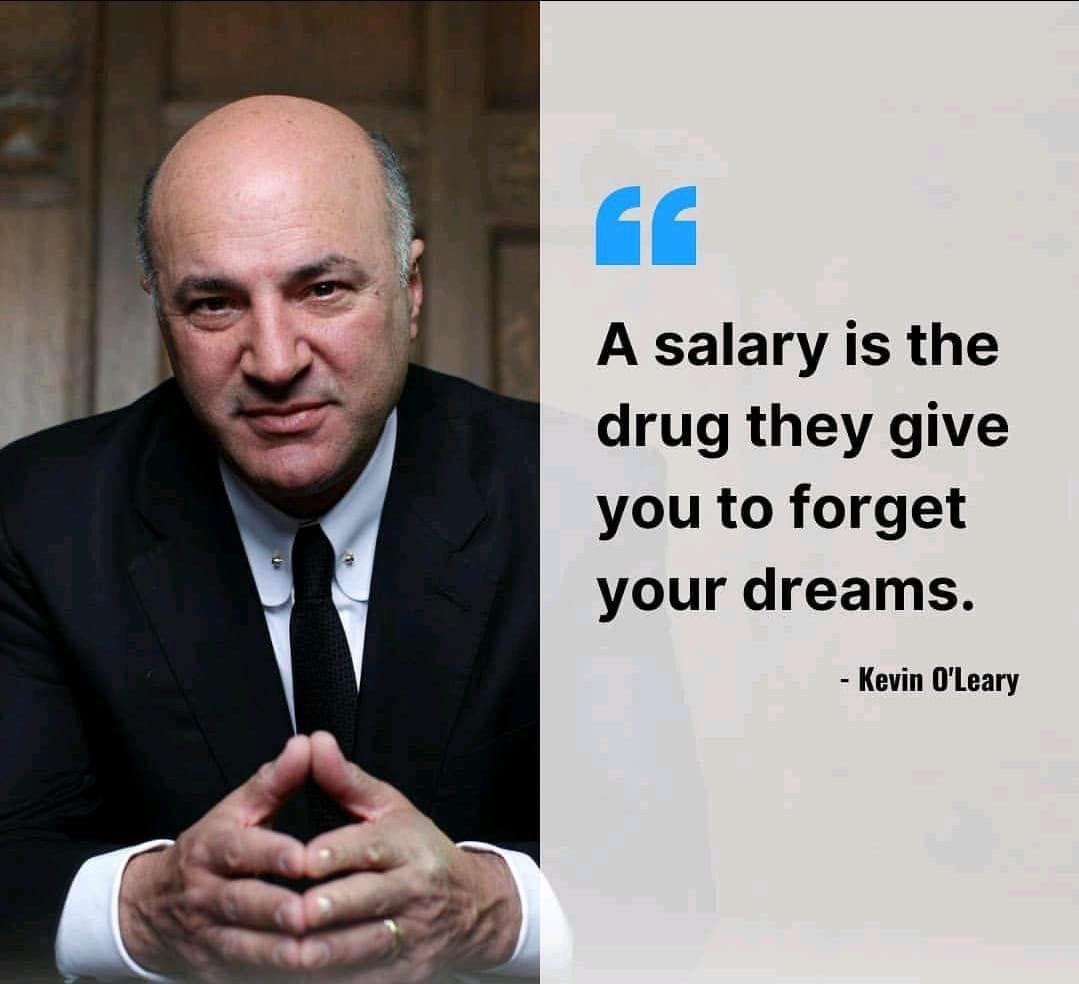 “
A salary is the
drug they give
you to forget
your dreams.
- Kevin O'Leary